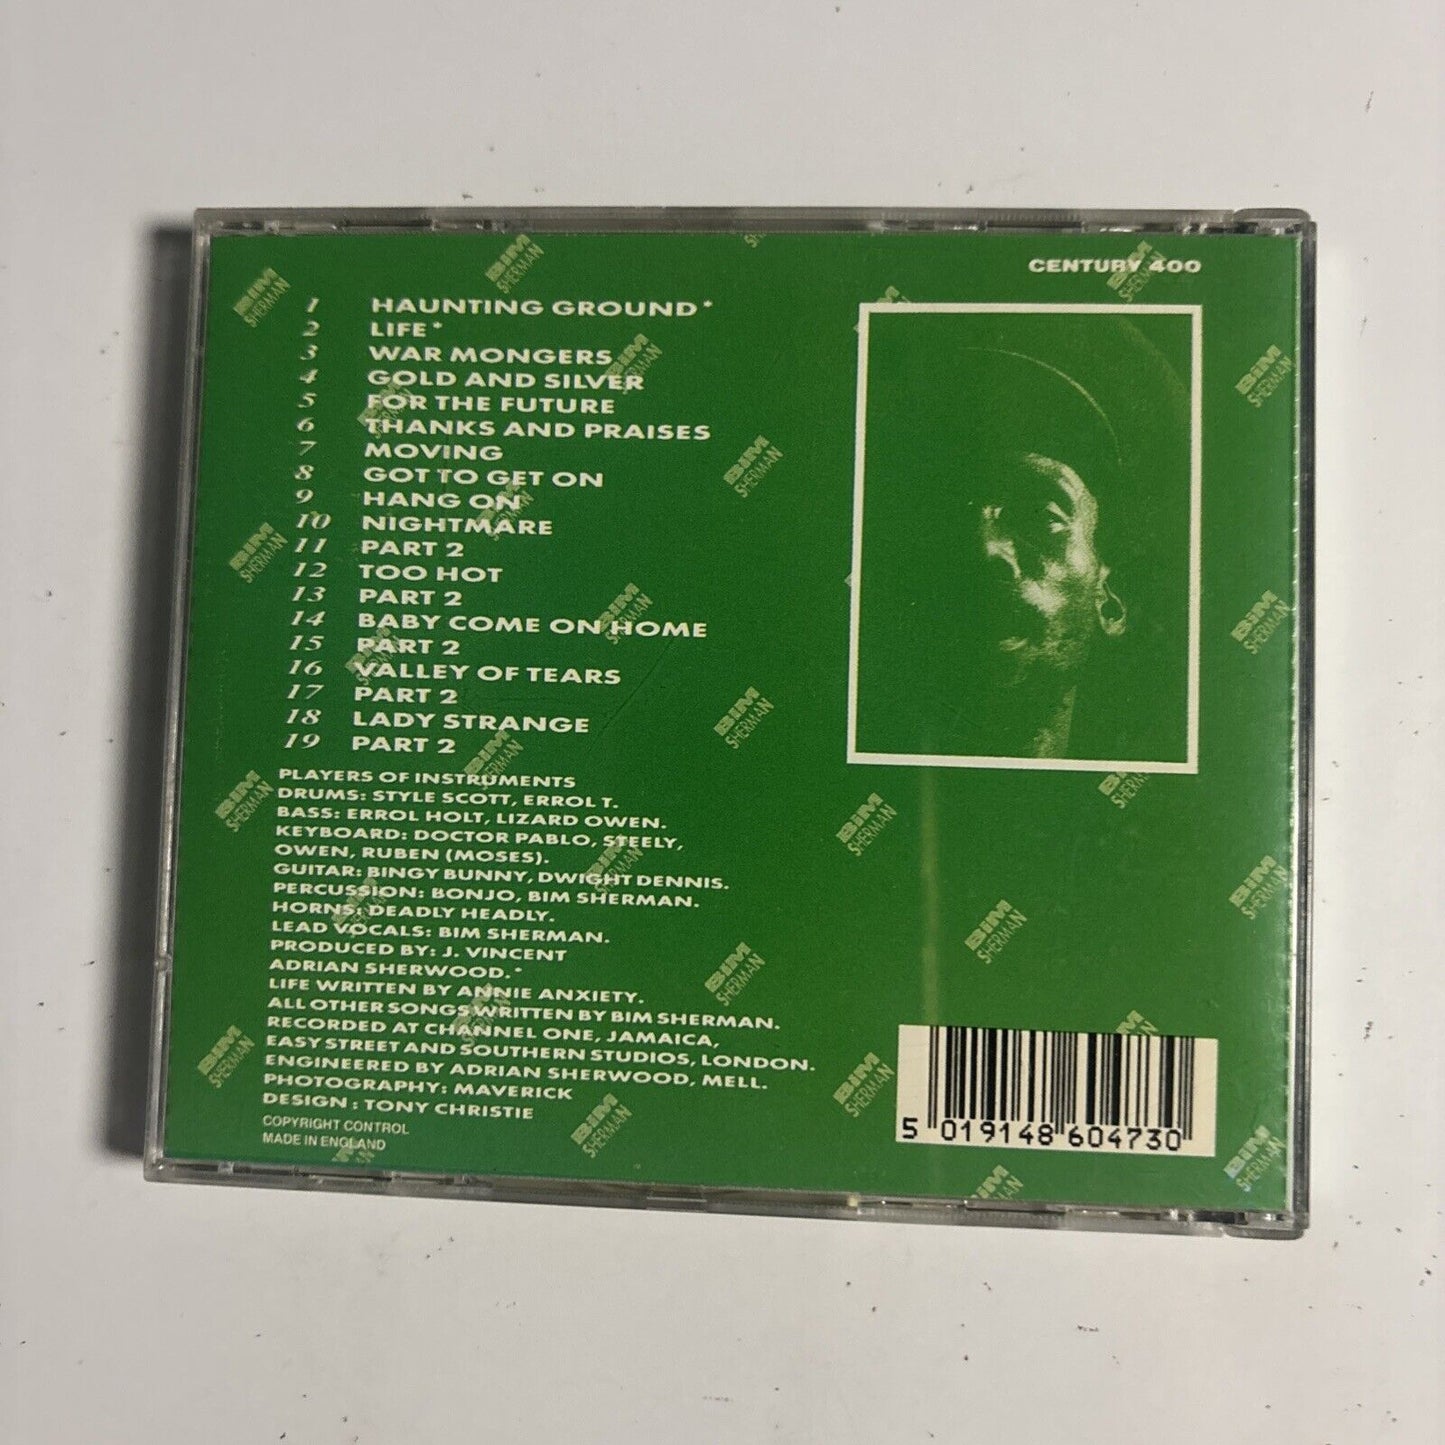 CENTURY 400
1 HAUNTING GROUND*
2 LIFE*
3 WAR MONGERS
4 GOLD AND SILVER
5 FOR THE FUTURE
6 THANKS AND PRAISES
7 MOVING
8 GOT TO GET ON
9 HANG ON
10 NIGHTMARE
11 PART 2
12 TOO HOT
13 PART 2
14 BABY COME ON HOME
15 PART 2
16 VALLEY OF TEARS
17 PART 2
18 LADY STRANGE
19 PART 2
PLAYERS OF INSTRUMENTS
DRUMS: STYLE SCOTT, ERROL T.
BASS: ERROL HOLT, LIZARD OWEN.
KEYBOARD: DOCTOR PABLO, STEELY,
OWEN, RUBEN (MOSES).
GUITAR: BINGY BUNNY, DWIGHT DENNIS.
PERCUSSION: BONJO, BIM SHERMAN.
HORNS: DEADLY HEADLY.
LEAD VOCALS: BIM SHERMAN.
PRODUCED BY: J. VINCENT
ADRIAN SHERWOOD.*
LIFE WRITTEN BY ANNIE ANXIETY.
ALL OTHER SONGS WRITTEN BY BIM SHERMAN.
RECORDED AT CHANNEL ONE, JAMAICA,
EASY STREET AND SOUTHERN STUDIOS, LONDON.
ENGINEERED BY ADRIAN SHERWOOD, MELL.
PHOTOGRAPHY: MAVERICK
DESIGN: TONY CHRISTIE
COPYRIGHT CONTROL
MADE IN ENGLAND
5 019148 604730
BIM
SHERMAN